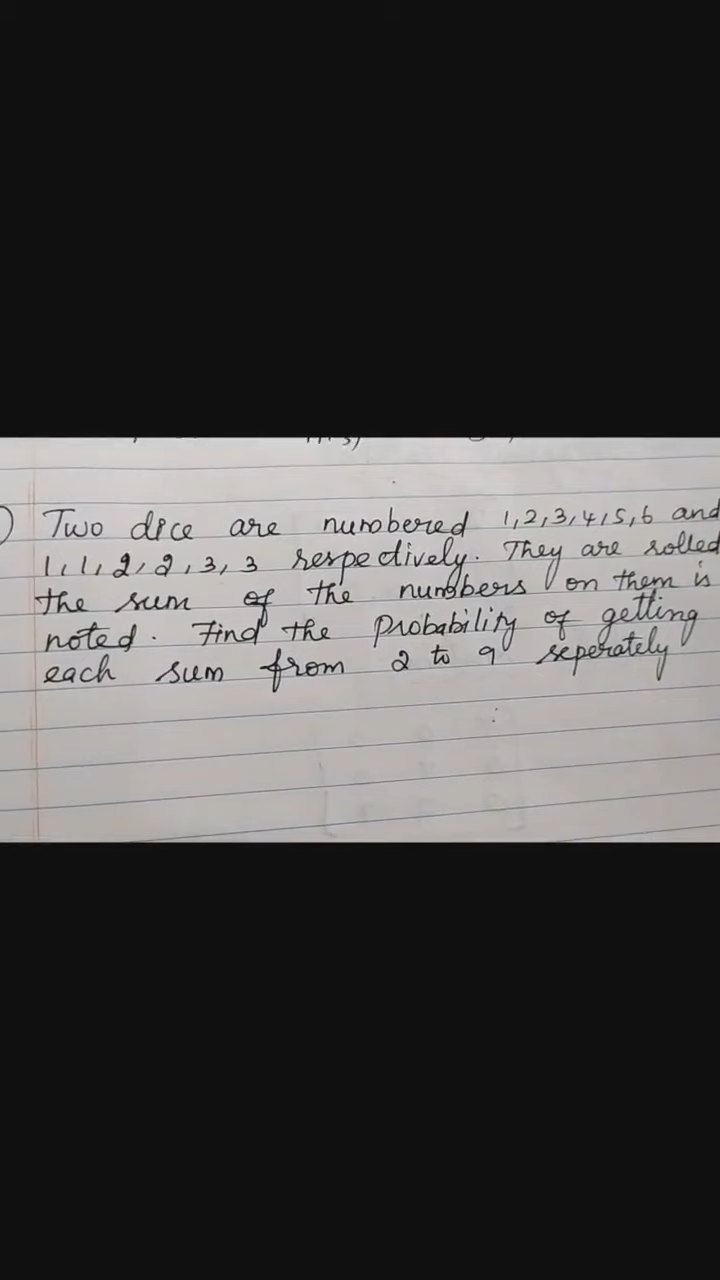 ) Two dice are numbered 1,2,3,4,5,6 and
1,1,2,2,3,3 respectively. They are rolled
the sum of the numbers on them is
noted. Find the probability of getting
each sum from 2 to 9 seperately